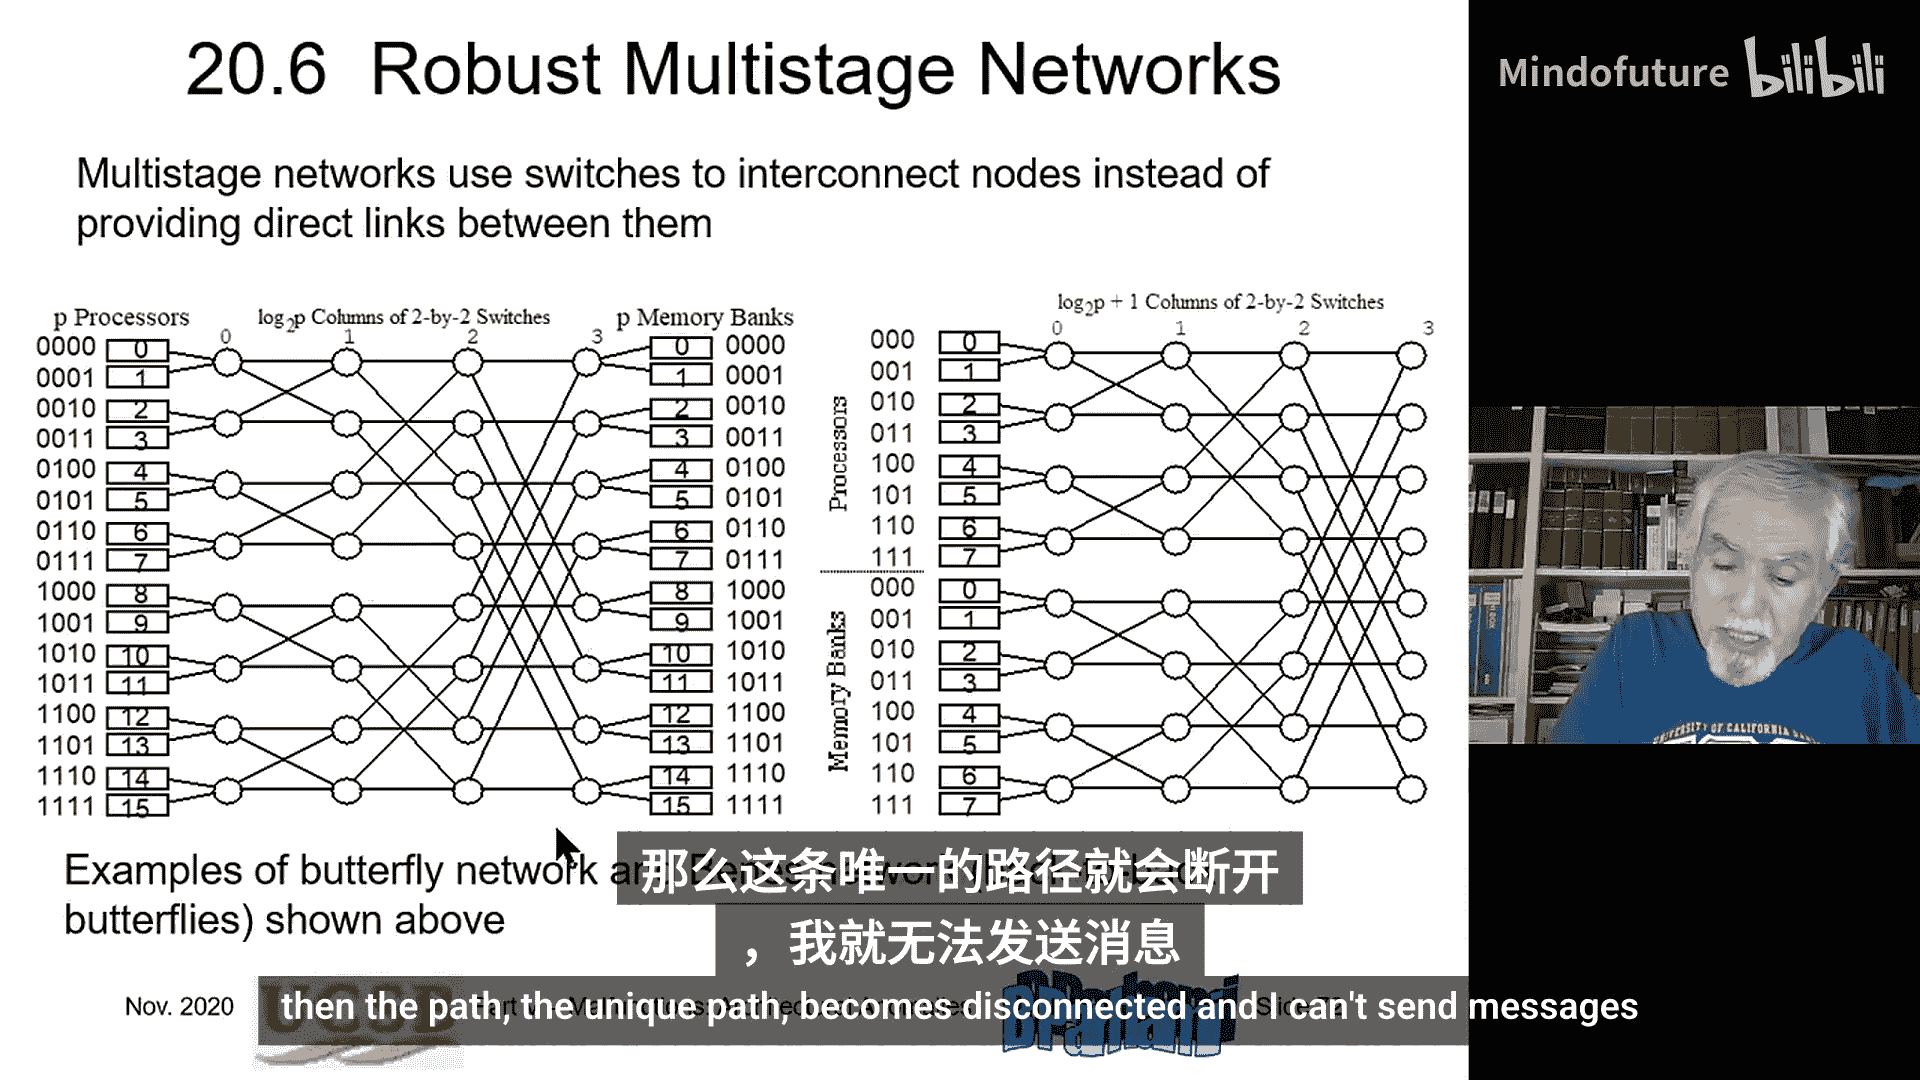 20.6 Robust Multistage Networks
Mindofuture bilibili
Multistage networks use switches to interconnect nodes instead of
providing direct links between them
p Processors
log2p Columns of 2-by-2 Switches
p Memory Banks
0 1 2 3
0000 0
0001 1
0010 2
0011 3
0100 4
0101 5
0110 6
0111 7
1000 8
1001 9
1010 10
1011 11
1100 12
1101 13
1110 14
1111 15
0 0000
1 0001
2 0010
3 0011
4 0100
5 0101
6 0110
7 0111
8 1000
9 1001
10 1010
11 1011
12 1100
13 1101
14 1110
15 1111
log2p + 1 Columns of 2-by-2 Switches
0 1 2 3
Processors
000 0
001 1
010 2
011 3
100 4
101 5
110 6
111 7
Memory Banks
000 0
001 1
010 2
011 3
100 4
101 5
110 6
111 7
UNIVERSITY OF CALIFORNIA
Examples of butterfly network
butterflies) shown above
那么这条唯一的路径就会断开
，我就无法发送消息
Nov. 2020
UCSB
then the path, the unique path, becomes disconnected and I can't send messages